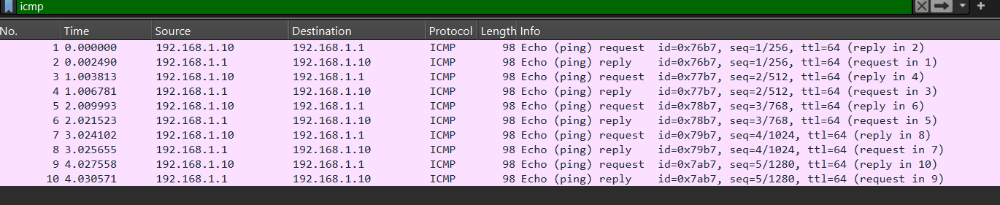 icmp
No. Time Source Destination Protocol Length Info
1 0.000000 192.168.1.10 192.168.1.1 ICMP 98 Echo (ping) request id=0x76b7, seq=1/256, ttl=64 (reply in 2)
2 0.002490 192.168.1.1 192.168.1.10 ICMP 98 Echo (ping) reply id=0x76b7, seq=1/256, ttl=64 (request in 1)
3 1.003813 192.168.1.10 192.168.1.1 ICMP 98 Echo (ping) request id=0x77b7, seq=2/512, ttl=64 (reply in 4)
4 1.006781 192.168.1.1 192.168.1.10 ICMP 98 Echo (ping) reply id=0x77b7, seq=2/512, ttl=64 (request in 3)
5 2.009993 192.168.1.10 192.168.1.1 ICMP 98 Echo (ping) request id=0x78b7, seq=3/768, ttl=64 (reply in 6)
6 2.021523 192.168.1.1 192.168.1.10 ICMP 98 Echo (ping) reply id=0x78b7, seq=3/768, ttl=64 (request in 5)
7 3.024102 192.168.1.10 192.168.1.1 ICMP 98 Echo (ping) request id=0x79b7, seq=4/1024, ttl=64 (reply in 8)
8 3.025655 192.168.1.1 192.168.1.10 ICMP 98 Echo (ping) reply id=0x79b7, seq=4/1024, ttl=64 (request in 7)
9 4.027558 192.168.1.10 192.168.1.1 ICMP 98 Echo (ping) request id=0x7ab7, seq=5/1280, ttl=64 (reply in 10)
10 4.030571 192.168.1.1 192.168.1.10 ICMP 98 Echo (ping) reply id=0x7ab7, seq=5/1280, ttl=64 (request in 9)